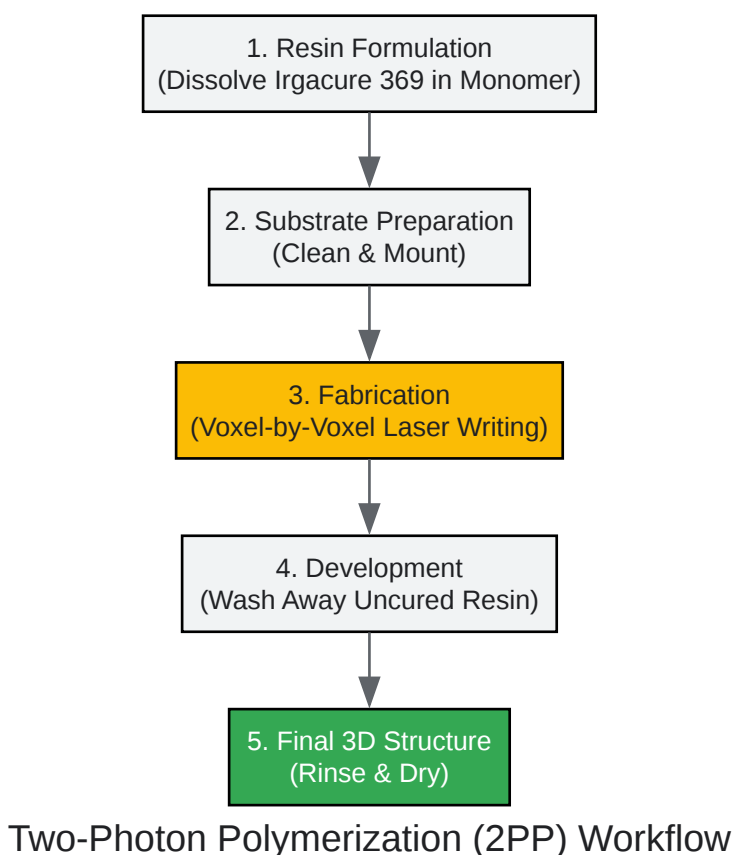 1. Resin Formulation
(Dissolve Irgacure 369 in Monomer)
2. Substrate Preparation
(Clean & Mount)
3. Fabrication
(Voxel-by-Voxel Laser Writing)
4. Development
(Wash Away Uncured Resin)
5. Final 3D Structure
(Rinse & Dry)
Two-Photon Polymerization (2PP) Workflow